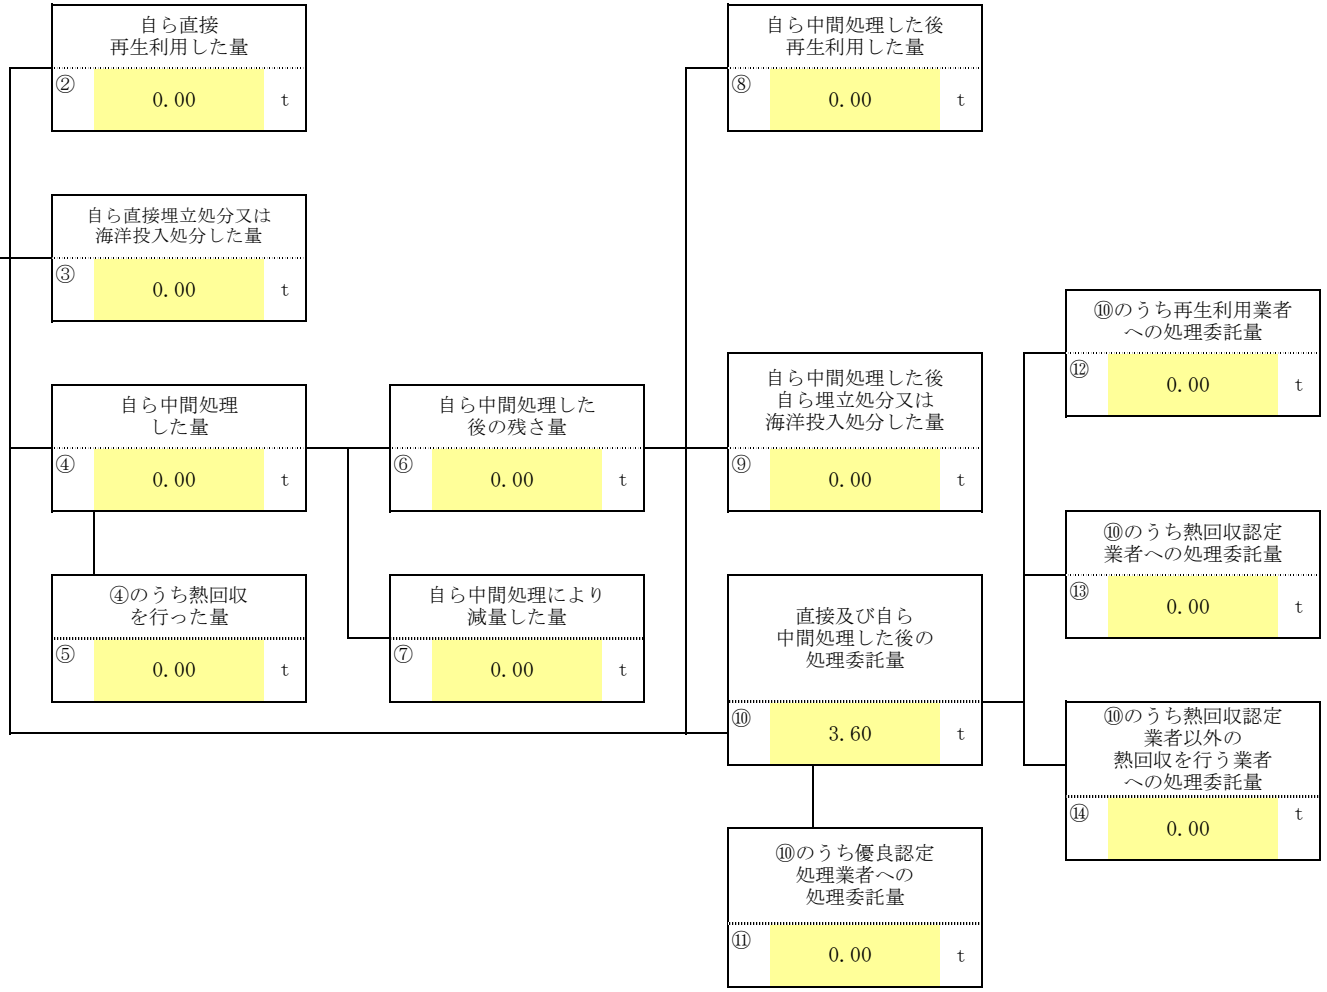 自ら直接
再生利用した量
② 0.00 t
自ら中間処理した後
再生利用した量
⑧ 0.00 t
自ら直接埋立処分又は
海洋投入処分した量
③ 0.00 t
⑩のうち再生利用業者
への処理委託量
⑫ 0.00 t
自ら中間処理
した量
④ 0.00 t
自ら中間処理した
後の残さ量
⑥ 0.00 t
自ら中間処理した後
自ら埋立処分又は
海洋投入処分した量
⑨ 0.00 t
⑩のうち熱回収認定
業者への処理委託量
⑬ 0.00 t
④のうち熱回収
を行った量
⑤ 0.00 t
自ら中間処理により
減量した量
⑦ 0.00 t
直接及び自ら
中間処理した後の
処理委託量
⑩ 3.60 t
⑩のうち熱回収認定
業者以外の
熱回収を行う業者
への処理委託量
⑭ 0.00 t
⑩のうち優良認定
処理業者への
処理委託量
⑪ 0.00 t